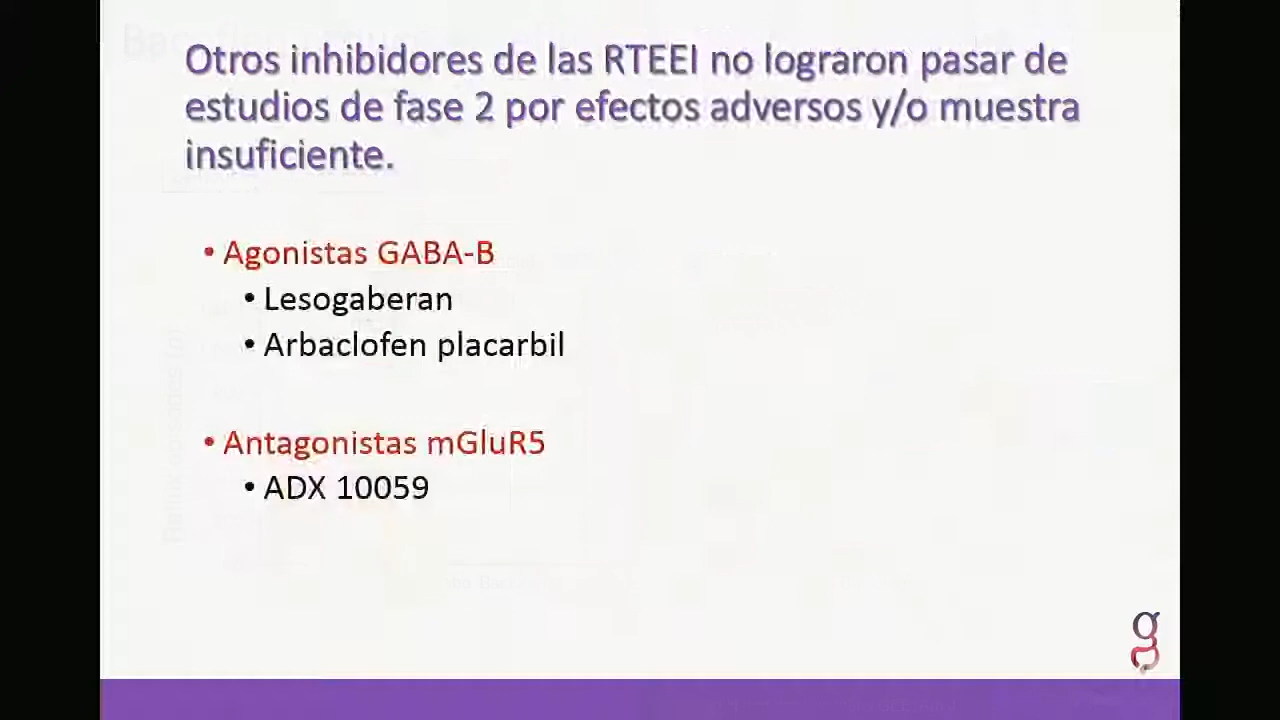 Otros inhibidores de las RTEEI no lograron pasar de
estudios de fase 2 por efectos adversos y/o muestra
insuficiente.
• Agonistas GABA-B
• Lesogaberan
• Arbaclofen placarbil
• Antagonistas mGluR5
• ADX 10059